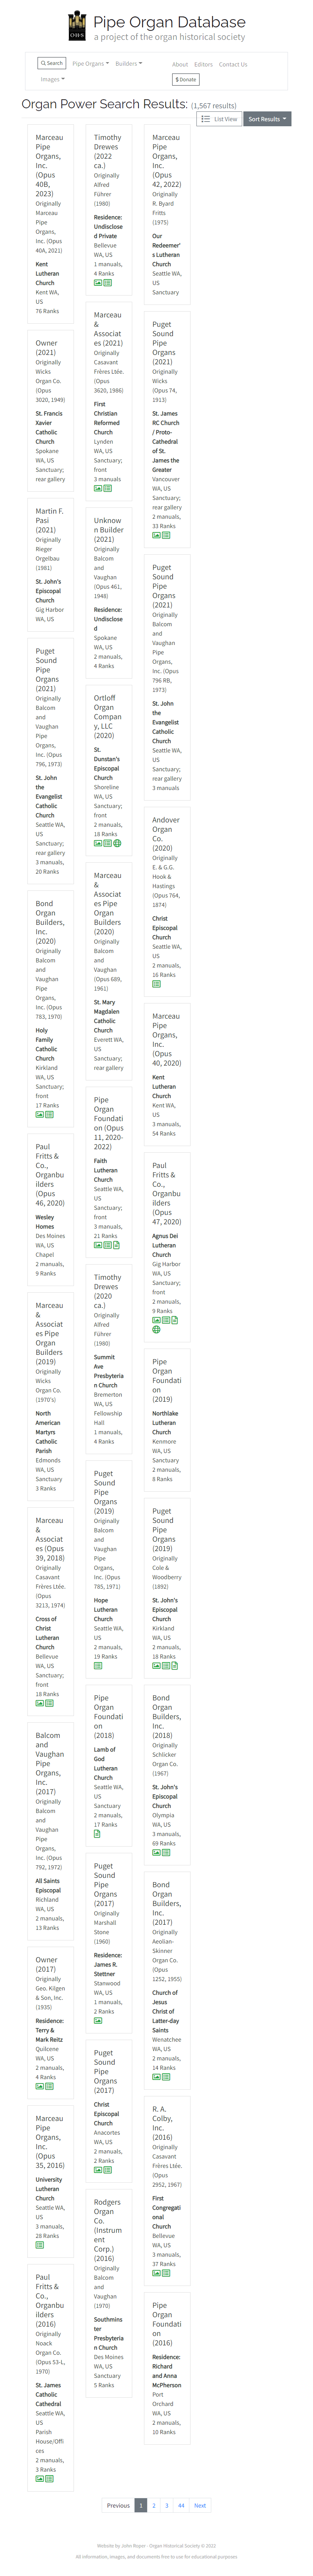 Pipe Organ Database
a project of the organ historical society
Search
Pipe Organs
Builders
Images
About
Editors
Contact Us
$ Donate
Organ Power Search Results: (1,567 results)
List View
Sort Results
Marceau
Pipe
Organs,
Inc.
(Opus
40B,
2023)
Originally
Marceau
Pipe
Organs,
Inc. (Opus
40A, 2021)
Kent
Lutheran
Church
Kent WA,
US
76 Ranks
Owner
(2021)
Originally
Wicks
Organ Co.
(Opus
3020, 1949)
St. Francis
Xavier
Catholic
Church
Spokane
WA, US
Sanctuary;
rear gallery
Martin F.
Pasi
(2021)
Originally
Rieger
Orgelbau
(1981)
St. John's
Episcopal
Church
Gig Harbor
WA, US
Puget
Sound
Pipe
Organs
(2021)
Originally
Balcom
and
Vaughan
Pipe
Organs,
Inc. (Opus
796, 1973)
St. John
the
Evangelist
Catholic
Church
Seattle WA,
US
Sanctuary;
rear gallery
3 manuals,
20 Ranks
Bond
Organ
Builders,
Inc.
(2020)
Originally
Balcom
and
Vaughan
Pipe
Organs,
Inc. (Opus
783, 1970)
Holy
Family
Catholic
Church
Kirkland
WA, US
Sanctuary;
front
17 Ranks
Paul
Fritts &
Co.,
Organbu
ilders
(Opus
46, 2020)
Wesley
Homes
Des Moines
WA, US
Chapel
2 manuals,
9 Ranks
Marceau
&
Associat
es Pipe
Organ
Builders
(2019)
Originally
Wicks
Organ Co.
(1970's)
North
American
Martyrs
Catholic
Parish
Edmonds
WA, US
Sanctuary
3 Ranks
Marceau
&
Associat
es (Opus
39, 2018)
Originally
Casavant
Frères Ltée.
(Opus
3213, 1974)
Cross of
Christ
Lutheran
Church
Bellevue
WA, US
Sanctuary;
front
18 Ranks
Balcom
and
Vaughan
Pipe
Organs,
Inc.
(2017)
Originally
Balcom
and
Vaughan
Pipe
Organs,
Inc. (Opus
792, 1972)
All Saints
Episcopal
Richland
WA, US
2 manuals,
13 Ranks
Owner
(2017)
Originally
Geo. Kilgen
& Son, Inc.
(1935)
Residence:
Terry &
Mark Reitz
Quilcene
WA, US
2 manuals,
4 Ranks
Marceau
Pipe
Organs,
Inc.
(Opus
35, 2016)
University
Lutheran
Church
Seattle WA,
US
3 manuals,
28 Ranks
Paul
Fritts &
Co.,
Organbu
ilders
(2016)
Originally
Noack
Organ Co.
(Opus 53-L,
1970)
St. James
Catholic
Cathedral
Seattle WA,
US
Parish
House/Offi
ces
2 manuals,
3 Ranks
Timothy
Drewes
(2022
ca.)
Originally
Alfred
Führer
(1980)
Residence:
Undisclose
d Private
Bellevue
WA, US
1 manuals,
4 Ranks
Marceau
&
Associat
es (2021)
Originally
Casavant
Frères Ltée.
(Opus
3620, 1986)
First
Christian
Reformed
Church
Lynden
WA, US
Sanctuary;
front
3 manuals
Unknow
n Builder
(2021)
Originally
Balcom
and
Vaughan
(Opus 461,
1948)
Residence:
Undisclose
d
Spokane
WA, US
2 manuals,
4 Ranks
Ortloff
Organ
Compan
y, LLC
(2020)
St.
Dunstan's
Episcopal
Church
Shoreline
WA, US
Sanctuary;
front
2 manuals,
18 Ranks
Marceau
&
Associat
es Pipe
Organ
Builders
(2020)
Originally
Balcom
and
Vaughan
(Opus 689,
1961)
St. Mary
Magdalen
Catholic
Church
Everett WA,
US
Sanctuary;
rear gallery
Pipe
Organ
Foundati
on (Opus
11, 2020-
2022)
Faith
Lutheran
Church
Seattle WA,
US
Sanctuary;
front
3 manuals,
21 Ranks
Timothy
Drewes
(2020
ca.)
Originally
Alfred
Führer
(1980)
Summit
Ave
Presbyteria
n Church
Bremerton
WA, US
Fellowship
Hall
1 manuals,
4 Ranks
Puget
Sound
Pipe
Organs
(2019)
Originally
Balcom
and
Vaughan
Pipe
Organs,
Inc. (Opus
785, 1971)
Hope
Lutheran
Church
Seattle WA,
US
2 manuals,
19 Ranks
Pipe
Organ
Foundati
on
(2018)
Lamb of
God
Lutheran
Church
Seattle WA,
US
Sanctuary
2 manuals,
17 Ranks
Puget
Sound
Pipe
Organs
(2017)
Originally
Marshall
Stone
(1960)
Residence:
James R.
Stettner
Stanwood
WA, US
1 manuals,
2 Ranks
Puget
Sound
Pipe
Organs
(2017)
Christ
Episcopal
Church
Anacortes
WA, US
2 manuals,
2 Ranks
Rodgers
Organ
Co.
(Instrum
ent
Corp.)
(2016)
Originally
Balcom
and
Vaughan
(1970)
Southmins
ter
Presbyteria
n Church
Des Moines
WA, US
Sanctuary
5 Ranks
Marceau
Pipe
Organs,
Inc.
(Opus
42, 2022)
Originally
R. Byard
Fritts
(1975)
Our
Redeemer'
s Lutheran
Church
Seattle WA,
US
Sanctuary
Puget
Sound
Pipe
Organs
(2021)
Originally
Wicks
(Opus 74,
1913)
St. James
RC Church
/ Proto-
Cathedral
of St.
James the
Greater
Vancouver
WA, US
Sanctuary;
rear gallery
2 manuals,
33 Ranks
Puget
Sound
Pipe
Organs
(2021)
Originally
Balcom
and
Vaughan
Pipe
Organs,
Inc. (Opus
796 RB,
1973)
St. John
the
Evangelist
Catholic
Church
Seattle WA,
US
Sanctuary;
rear gallery
3 manuals
Andover
Organ
Co.
(2020)
Originally
E. & G.G.
Hook &
Hastings
(Opus 764,
1874)
Christ
Episcopal
Church
Seattle WA,
US
2 manuals,
16 Ranks
Marceau
Pipe
Organs,
Inc.
(Opus
40, 2020)
Kent
Lutheran
Church
Kent WA,
US
3 manuals,
54 Ranks
Paul
Fritts &
Co.,
Organbu
ilders
(Opus
47, 2020)
Agnus Dei
Lutheran
Church
Gig Harbor
WA, US
Sanctuary;
front
2 manuals,
9 Ranks
Pipe
Organ
Foundati
on
(2019)
Northlake
Lutheran
Church
Kenmore
WA, US
Sanctuary
2 manuals,
8 Ranks
Puget
Sound
Pipe
Organs
(2019)
Originally
Cole &
Woodberry
(1892)
St. John's
Episcopal
Church
Kirkland
WA, US
2 manuals,
18 Ranks
Bond
Organ
Builders,
Inc.
(2018)
Originally
Schlicker
Organ Co.
(1967)
St. John's
Episcopal
Church
Olympia
WA, US
3 manuals,
69 Ranks
Bond
Organ
Builders,
Inc.
(2017)
Originally
Aeolian-
Skinner
Organ Co.
(Opus
1252, 1955)
Church of
Jesus
Christ of
Latter-day
Saints
Wenatchee
WA, US
2 manuals,
14 Ranks
R. A.
Colby,
Inc.
(2016)
Originally
Casavant
Frères Ltée.
(Opus
2952, 1967)
First
Congregati
onal
Church
Bellevue
WA, US
3 manuals,
37 Ranks
Pipe
Organ
Foundati
on
(2016)
Residence:
Richard
and Anna
McPherson
Port
Orchard
WA, US
2 manuals,
10 Ranks
Previous 1 2 3 44 Next
Website by John Roper Organ Historical Society © 2022
All information, images, and documents free to use for educational purposes